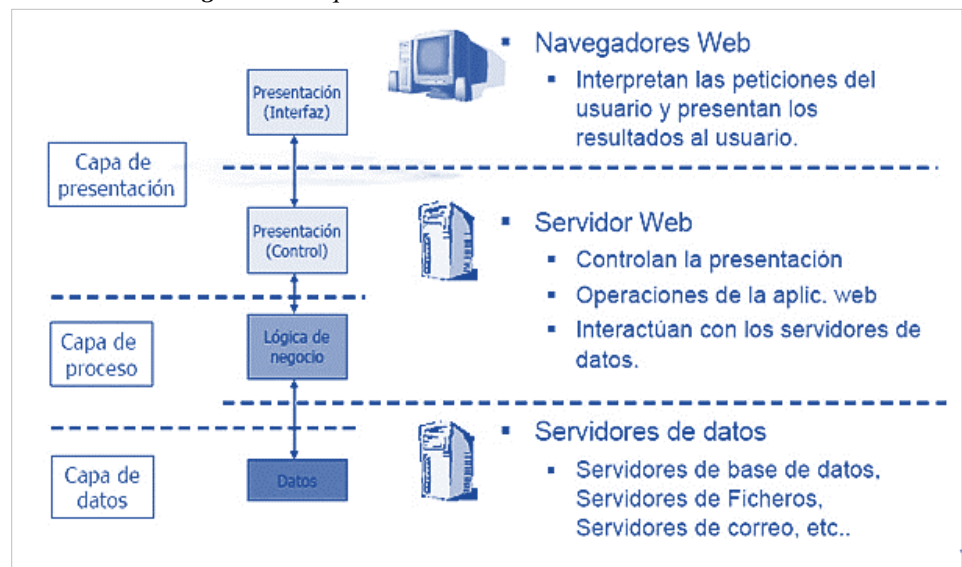 Navegadores Web
Interpretan las peticiones del
usuario y presentan los
resultados al usuario.
Presentación
(Interfaz)
Capa de
presentación
Presentación
(Control)
Servidor Web
Controlan la presentación
Operaciones de la aplic. web
Interactúan con los servidores de
datos.
Capa de
proceso
Lógica de
negocio
Servidores de datos
Servidores de base de datos,
Servidores de Ficheros,
Servidores de correo, etc..
Capa de
datos
Datos